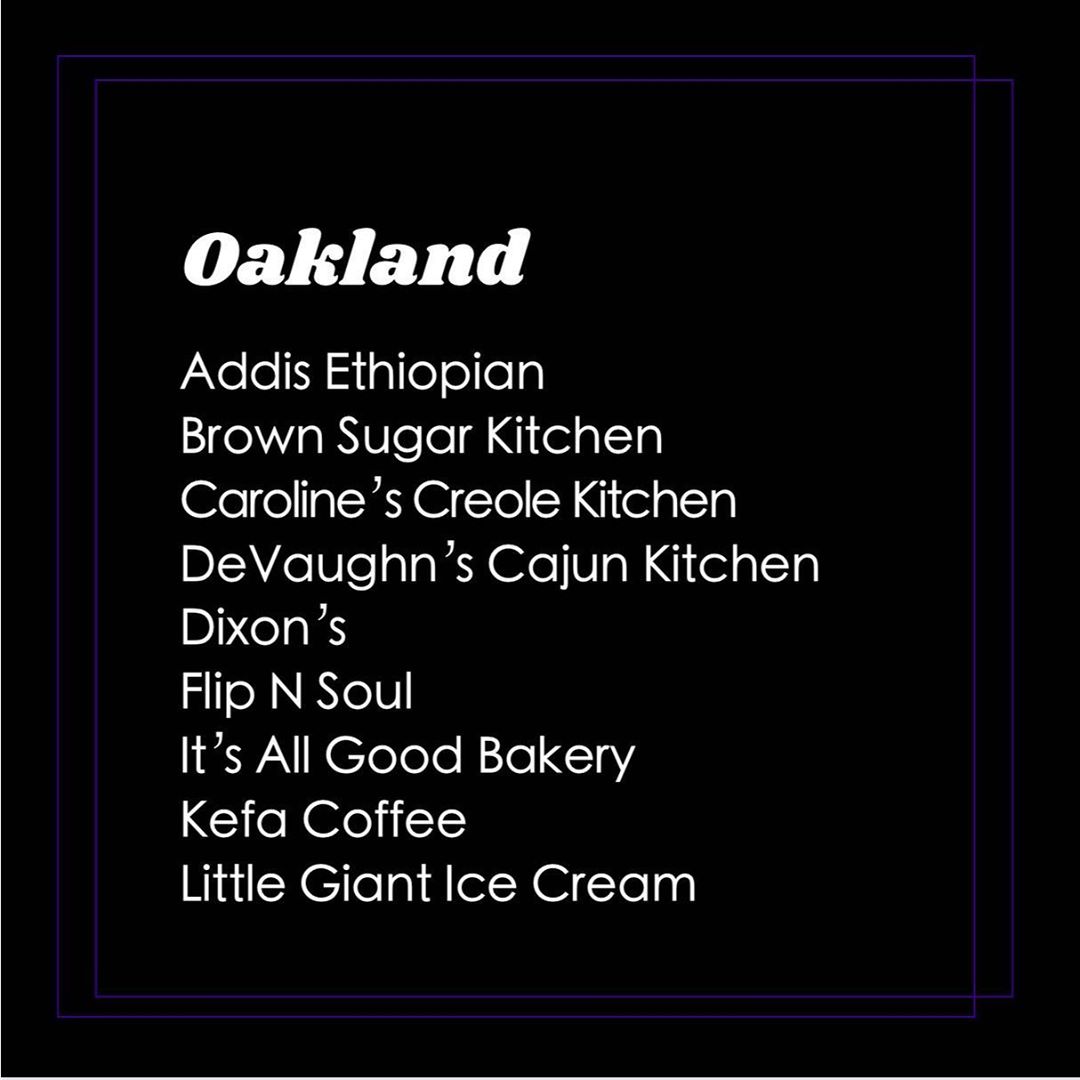 Oakland
Addis Ethiopian
Brown Sugar Kitchen
Caroline’s Creole Kitchen
DeVaughn’s Cajun Kitchen
Dixon’s
Flip N Soul
It’s All Good Bakery
Kefa Coffee
Little Giant Ice Cream